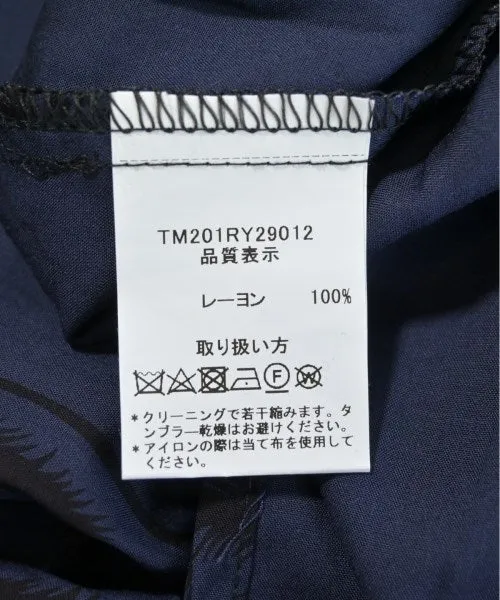 TM201RY29012
品質表示
レーヨン 100%
取り扱い方
F W
*クリーニングで若干縮みます。タ
ンブラー乾燥はお避けください。
*アイロンの際は当て布を使用して
ください。